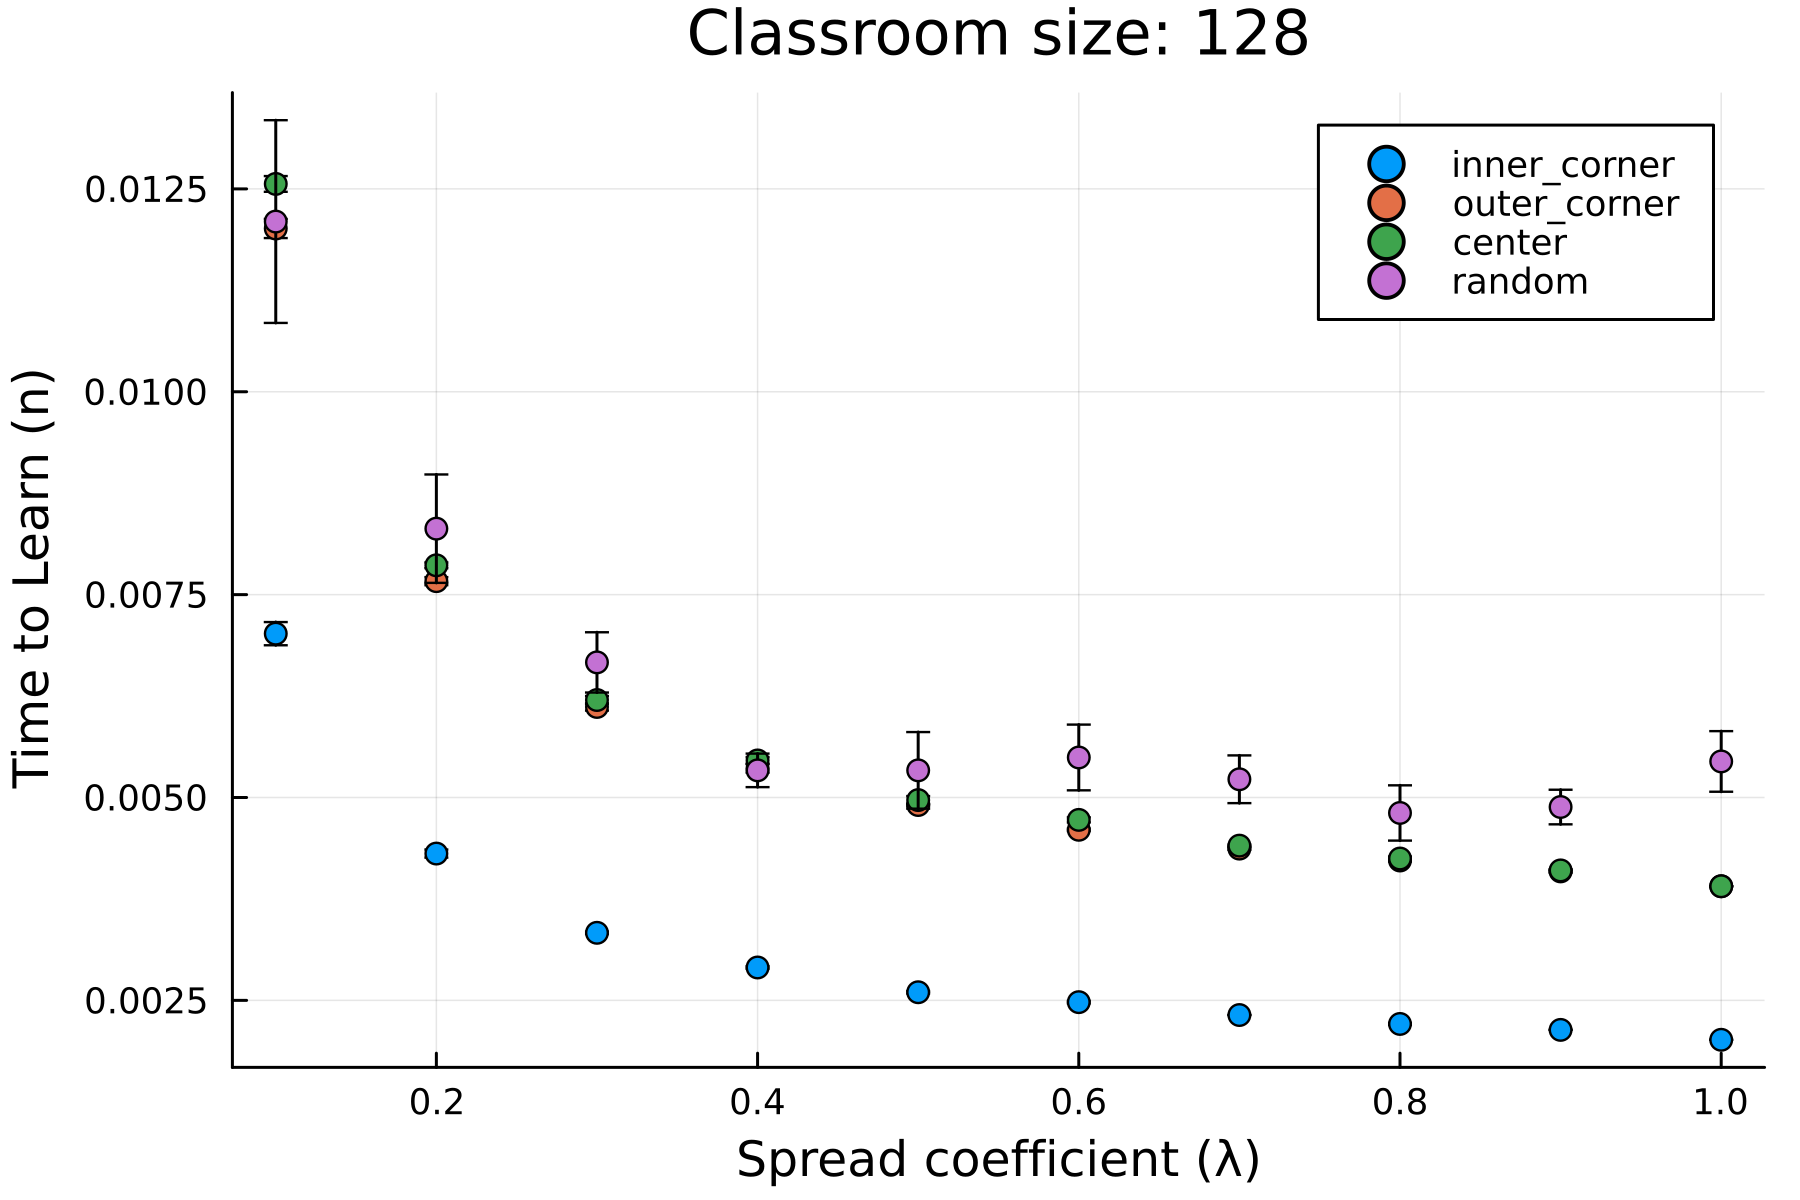 Classroom size: 128
Time to Learn (n)
0.0125
0.0100
0.0075
0.0050
0.0025
inner_corner
outer_corner
center
random
0.2 0.4 0.6 0.8 1.0
Spread coefficient (λ)